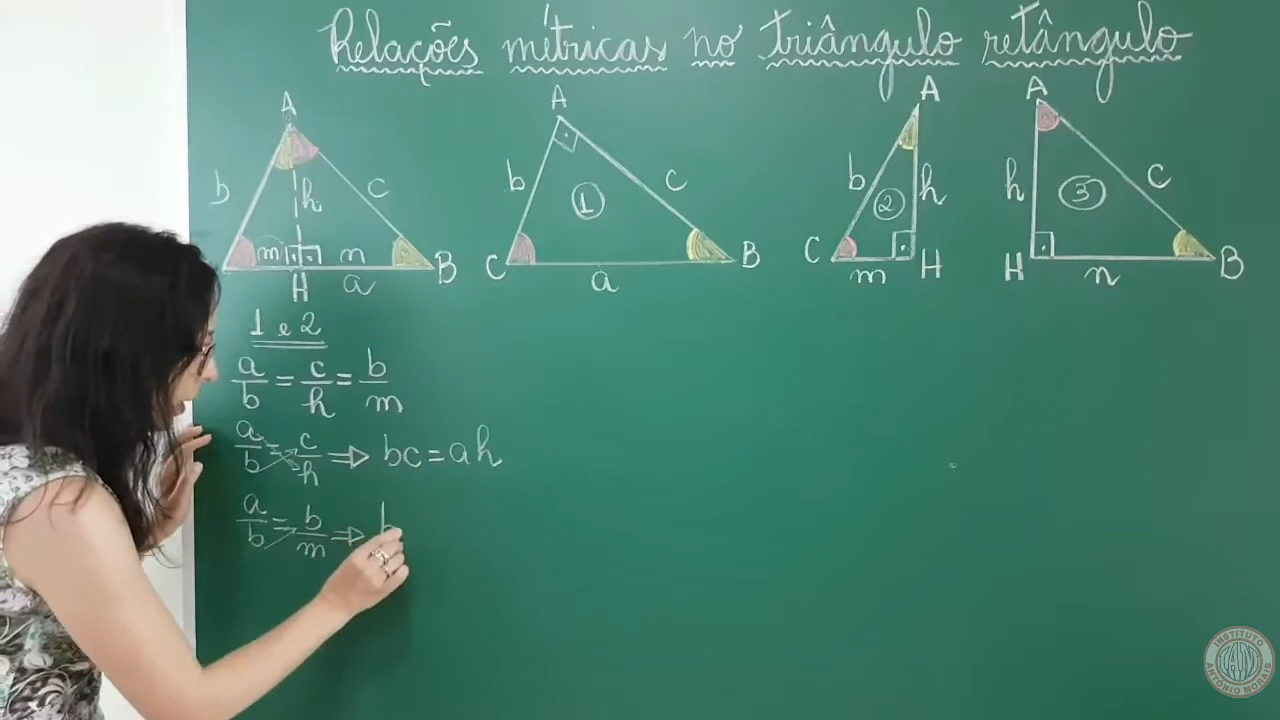 Relações métricas no triângulo retângulo
A
b
h
c
m
n
H
a
B
A
b
1
c
C
a
B
A
b
2
h
C
m
H
A
h
3
c
H
n
B
1 e 2
a/b = c/h = b/m
a/b = c/h ⇒ bc = ah
a/b = b/m ⇒ b
INSTITUTO
ANTÔNIO MORAIS